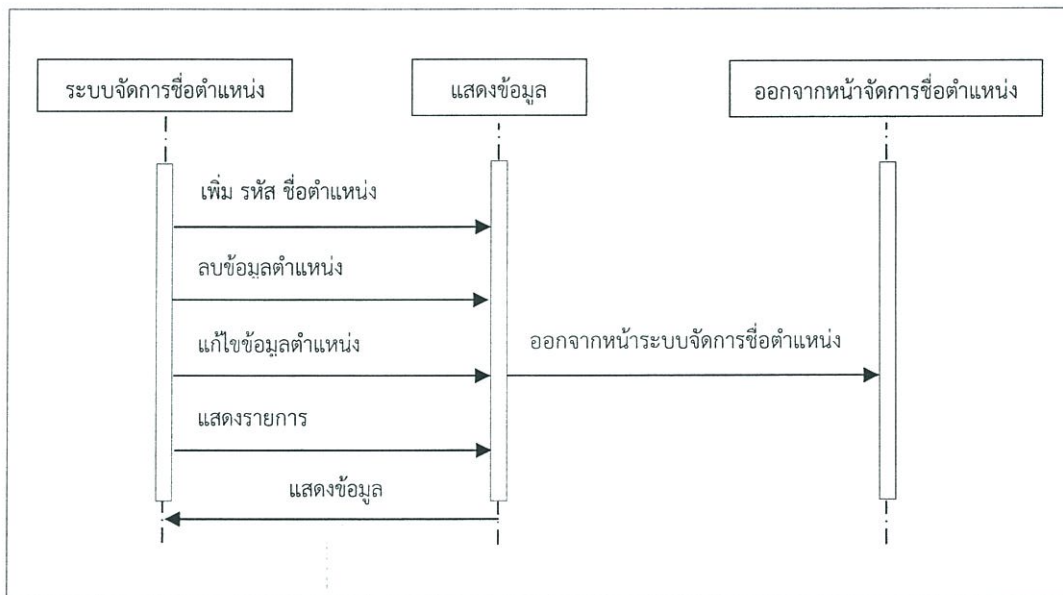 ระบบจัดการชื่อตำแหน่ง
แสดงข้อมูล
ออกจากหน้าจัดการชื่อตำแหน่ง
เพิ่ม รหัส ชื่อตำแหน่ง
ลบข้อมูลตำแหน่ง
แก้ไขข้อมูลตำแหน่ง
ออกจากหน้าระบบจัดการชื่อตำแหน่ง
แสดงรายการ
แสดงข้อมูล